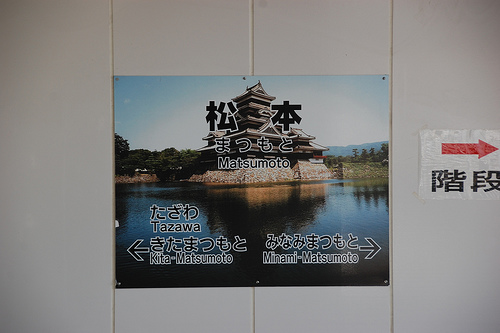 松本
まつもと
Matsumoto
たざわ
Tazawa
きたまつもと
Kita-Matsumoto
みなみまつもと
Minami-Matsumoto
階段